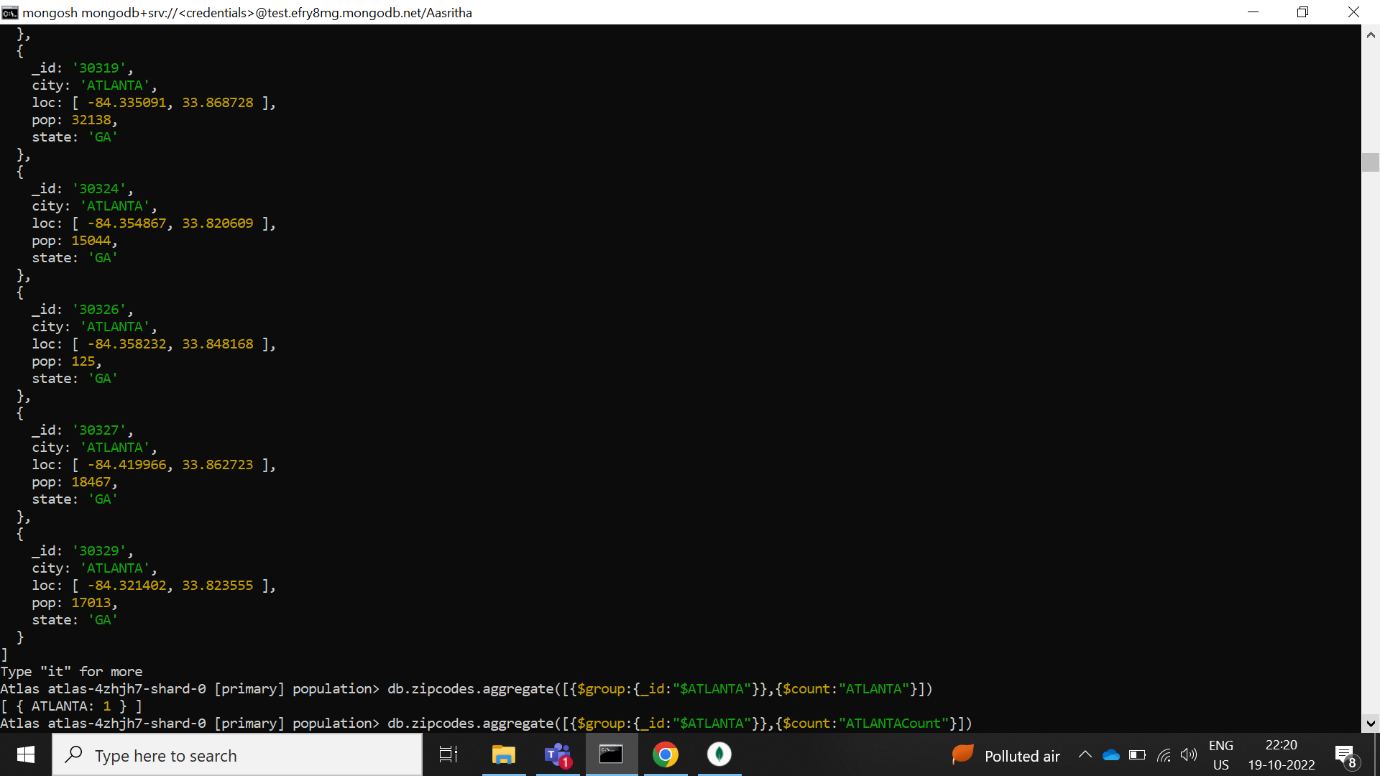 mongosh mongodb+srv://<credentials>@test.efry8mg.mongodb.net/Aasritha
},
{
_id: '30319',
city: 'ATLANTA',
loc: [ -84.335091, 33.868728 ],
pop: 32138,
state: 'GA'
},
{
_id: '30324',
city: 'ATLANTA',
loc: [ -84.354867, 33.820609 ],
pop: 15044,
state: 'GA'
},
{
_id: '30326',
city: 'ATLANTA',
loc: [ -84.358232, 33.848168 ],
pop: 125,
state: 'GA'
},
{
_id: '30327',
city: 'ATLANTA',
loc: [ -84.419966, 33.862723 ],
pop: 18467,
state: 'GA'
},
{
_id: '30329',
city: 'ATLANTA',
loc: [ -84.321402, 33.823555 ],
pop: 17013,
state: 'GA'
}
]
Type "it" for more
Atlas atlas-4zhjh7-shard-0 [primary] population> db.zipcodes.aggregate([{$group:{_id:"$ATLANTA"}},{$count:"ATLANTA"}])
[ { ATLANTA: 1 } ]
Atlas atlas-4zhjh7-shard-0 [primary] population> db.zipcodes.aggregate([{$group:{_id:"$ATLANTA"}},{$count:"ATLANTACount"}])
Type here to search
1
Polluted air
ENG
US
22:20
19-10-2022
8